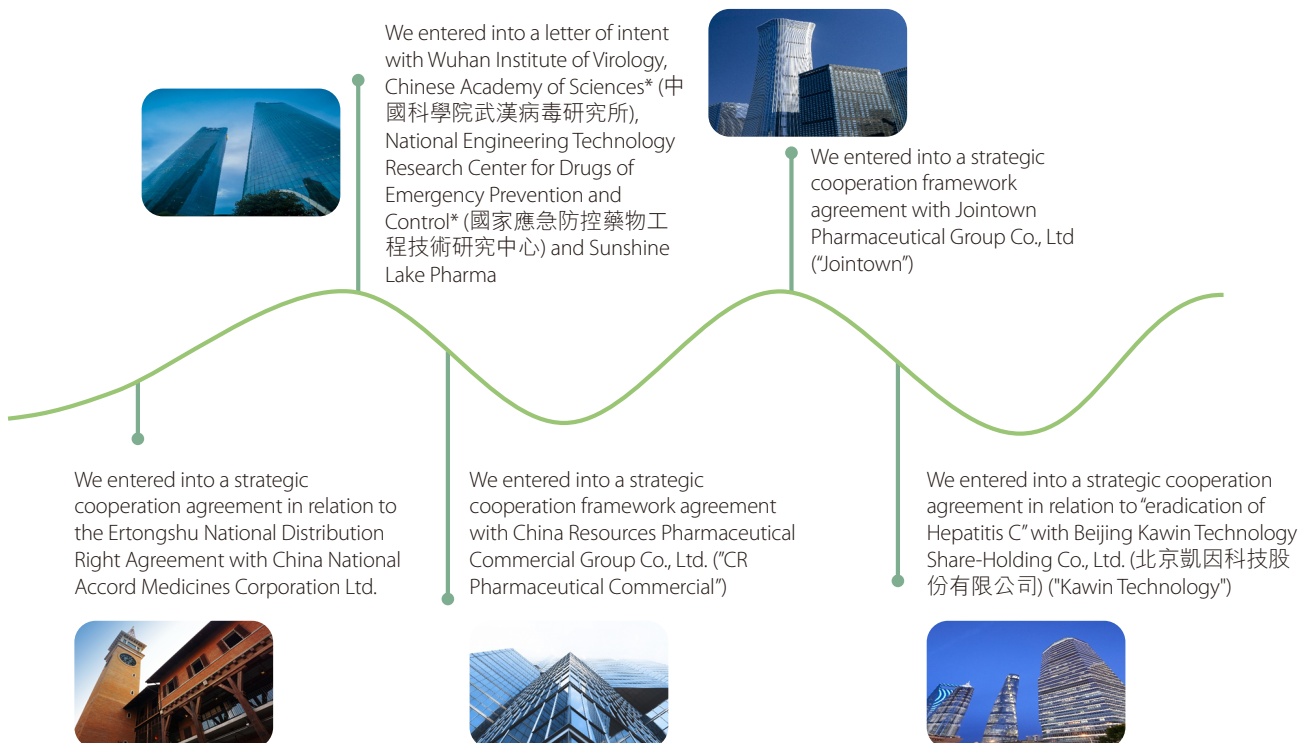 We entered into a letter of intent
with Wuhan Institute of Virology,
Chinese Academy of Sciences* (中
國科學院武漢病毒研究所),
National Engineering Technology
Research Center for Drugs of
Emergency Prevention and
Control* (國家應急防控藥物工
程技術研究中心) and Sunshine
Lake Pharma
We entered into a strategic
cooperation framework
agreement with Jointown
Pharmaceutical Group Co., Ltd
(“Jointown”)
We entered into a strategic
cooperation agreement in relation to
the Ertongshu National Distribution
Right Agreement with China National
Accord Medicines Corporation Ltd.
We entered into a strategic
cooperation framework agreement
with China Resources Pharmaceutical
Commercial Group Co., Ltd. (“CR
Pharmaceutical Commercial”)
We entered into a strategic cooperation
agreement in relation to “eradication of
Hepatitis C” with Beijing Kawin Technology
Share-Holding Co., Ltd. (北京凱因科技股
份有限公司) ("Kawin Technology")